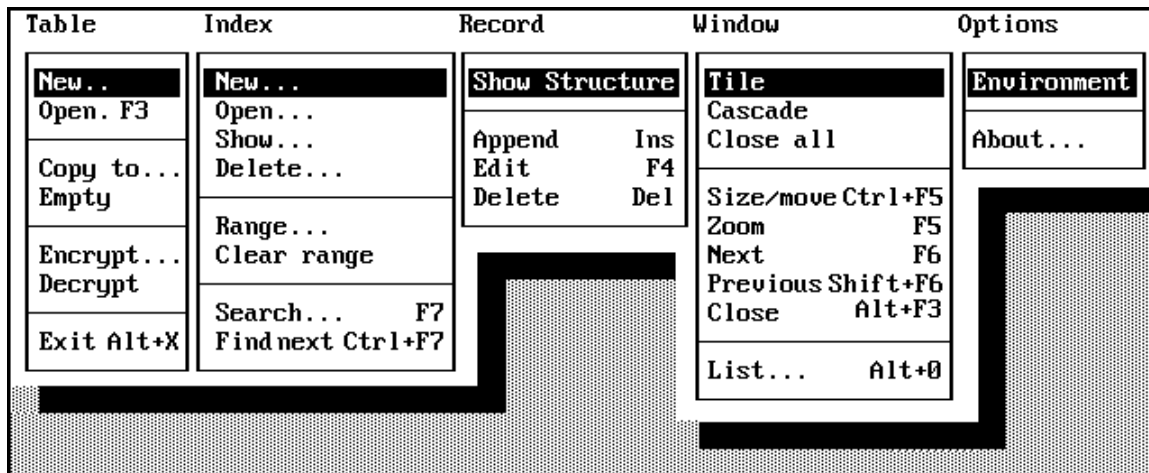 Table Index Record Window Options
New..
Open. F3
Copy to...
Empty
Encrypt...
Decrypt
Exit Alt+X
New...
Open...
Show...
Delete...
Range...
Clear range
Search... F7
Find next Ctrl+F7
Show Structure
Append Ins
Edit F4
Delete Del
Tile
Cascade
Close all
Size/move Ctrl+F5
Zoom F5
Next F6
Previous Shift+F6
Close Alt+F3
List... Alt+0
Environment
About...